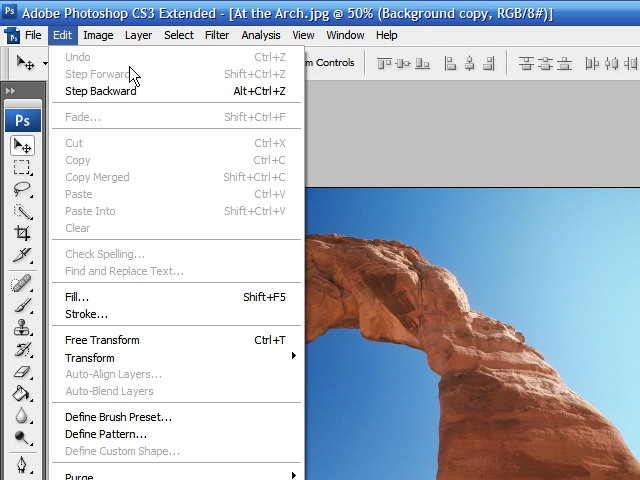 Ps Adobe Photoshop CS3 Extended - [At the Arch.jpg @ 50% (Background copy, RGB/8#)]
File Edit Image Layer Select Filter Analysis View Window Help
Undo Ctrl+Z
m Controls
Step Forward Shift+Ctrl+Z
Step Backward Alt+Ctrl+Z
Fade... Shift+Ctrl+F
Ps
Cut Ctrl+X
Copy Ctrl+C
Copy Merged Shift+Ctrl+C
Paste Ctrl+V
Paste Into Shift+Ctrl+V
Clear
Check Spelling...
Find and Replace Text...
Fill... Shift+F5
Stroke...
Free Transform Ctrl+T
Transform
Auto-Align Layers...
Auto-Blend Layers
Define Brush Preset...
Define Pattern...
Define Custom Shape...
Purge